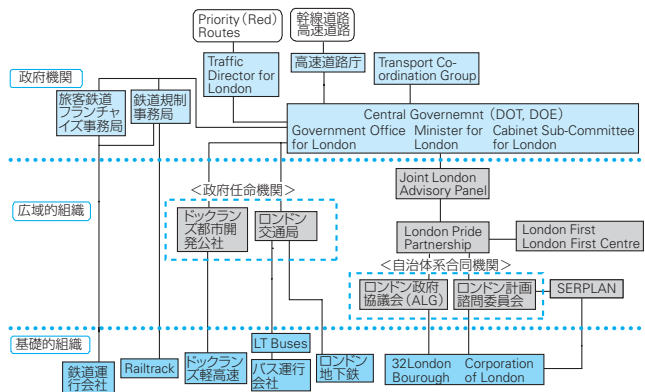 Priority (Red)
Routes
幹線道路
高速道路
政府機関
Traffic
Director for
London
高速道路庁
Transport Co-
ordination Group
旅客鉄道
フランチャ
イズ事務局
鉄道規制
事務局
Central Governemnt (DOT, DOE)
Government Office
for London
Minister for
London
Cabinet Sub-Committee
for London
広域的組織
<政府任命機関>
Joint London
Advisory Panel
ドックラン
ズ都市開
発公社
ロンドン
交通局
London Pride
Partnership
London First
London First Centre
<自治体系合同機関>
ロンドン政府
協議会(ALG)
ロンドン計画
諮問委員会
SERPLAN
基礎的組織
鉄道運
行会社
Railtrack
ドックラン
ズ軽高速
LT Buses
バス運行
会社
ロンドン
地下鉄
32London
Bourough
Corporation
of London